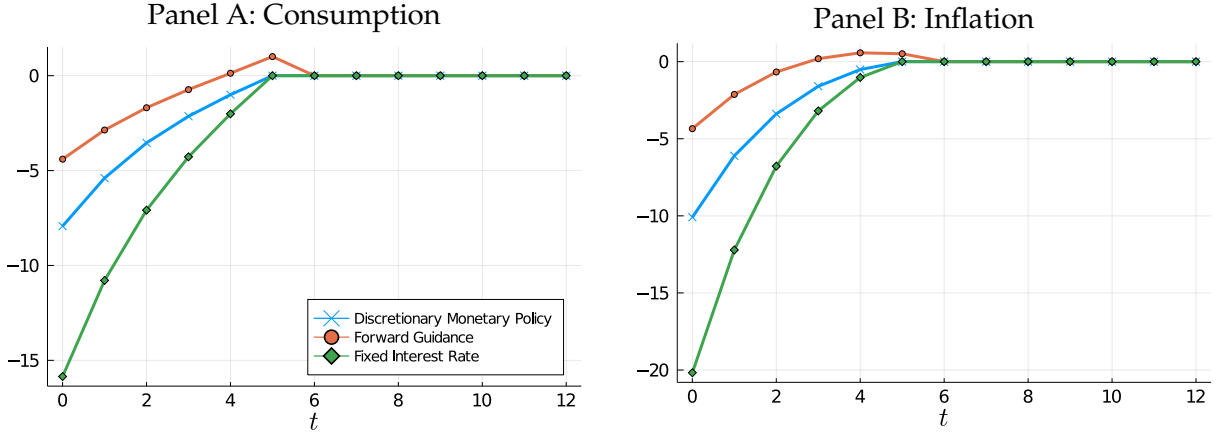 Panel A: Consumption
0
−5
−10
−15
0 2 4 6 8 10 12
t
Discretionary Monetary Policy
Forward Guidance
Fixed Interest Rate
Panel B: Inflation
0
−5
−10
−15
−20
0 2 4 6 8 10 12
t